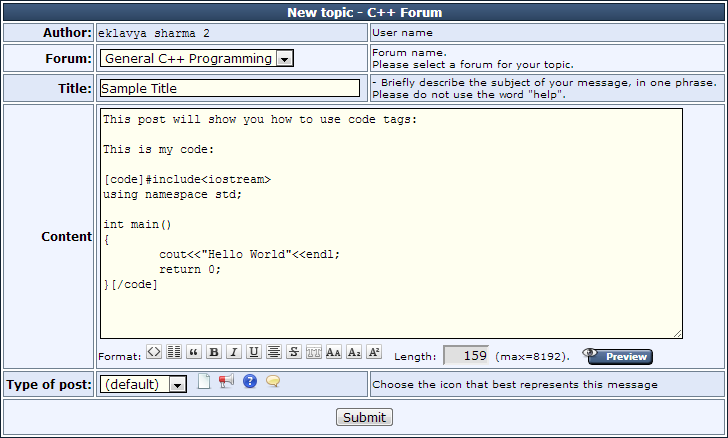 New topic - C++ Forum
Author: eklavya sharma 2 User name
Forum: General C++ Programming Forum name.
Please select a forum for your topic.
Title: Sample Title - Briefly describe the subject of your message, in one phrase.
Please do not use the word "help".
Content
This post will show you how to use code tags:
This is my code:
[code]#include<iostream>
using namespace std;
int main()
{
cout<<"Hello World"<<endl;
return 0;
}[/code]
Format: <> “ B I U S TT AA A2 A² Length: 159 (max=8192). Preview
Type of post: (default) ? Choose the icon that best represents this message
Submit